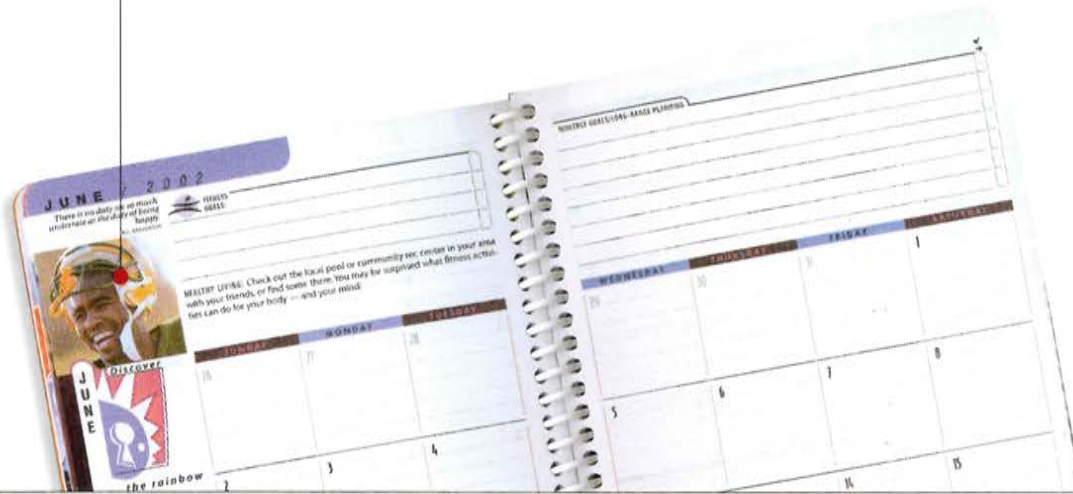 JUNE / 2002
There is no duty we so much
underrate as the duty of being
happy.
FITNESS
GOALS:
HEALTHY LIVING: Check out the local pool or community rec center in your area
with your friends, or find some there. You may be surprised what fitness activi-
ties can do for your body — and your mind!
JUNE
Discover
the rainbow
SUNDAY MONDAY TUESDAY
26 27 28
2 3 4
MONTHLY GOALS/LONG-RANGE PLANNING
WEDNESDAY THURSDAY FRIDAY SATURDAY
29 30 31 1
5 6 7 8
14 15